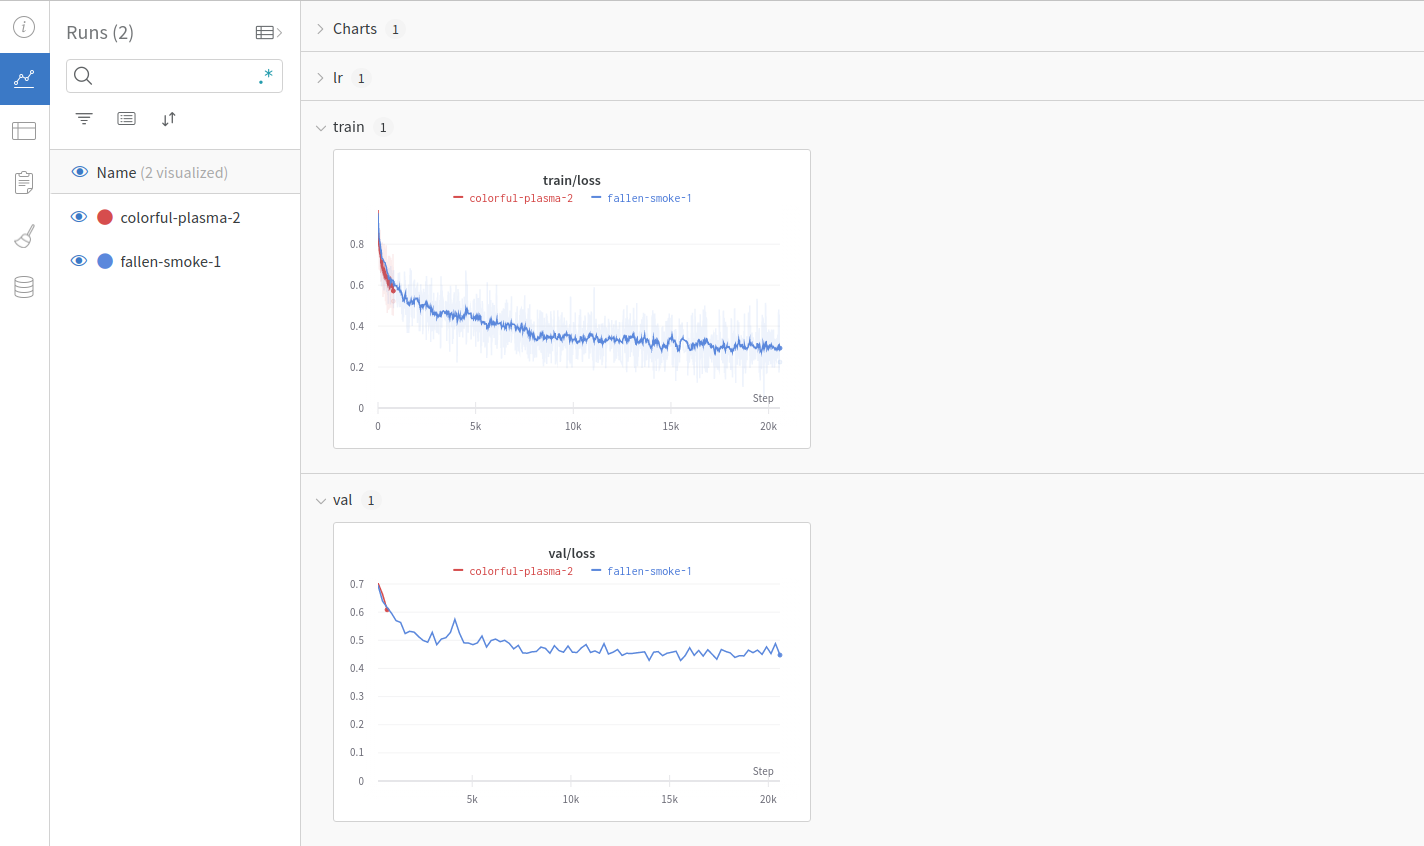 Runs (2)
.*
Name (2 visualized)
colorful-plasma-2
fallen-smoke-1
Charts 1
lr 1
train 1
train/loss
colorful-plasma-2 fallen-smoke-1
0.8
0.6
0.4
0.2
0
Step
0 5k 10k 15k 20k
val 1
val/loss
colorful-plasma-2 fallen-smoke-1
0.7
0.6
0.5
0.4
0.3
0.2
0.1
0
Step
5k 10k 15k 20k